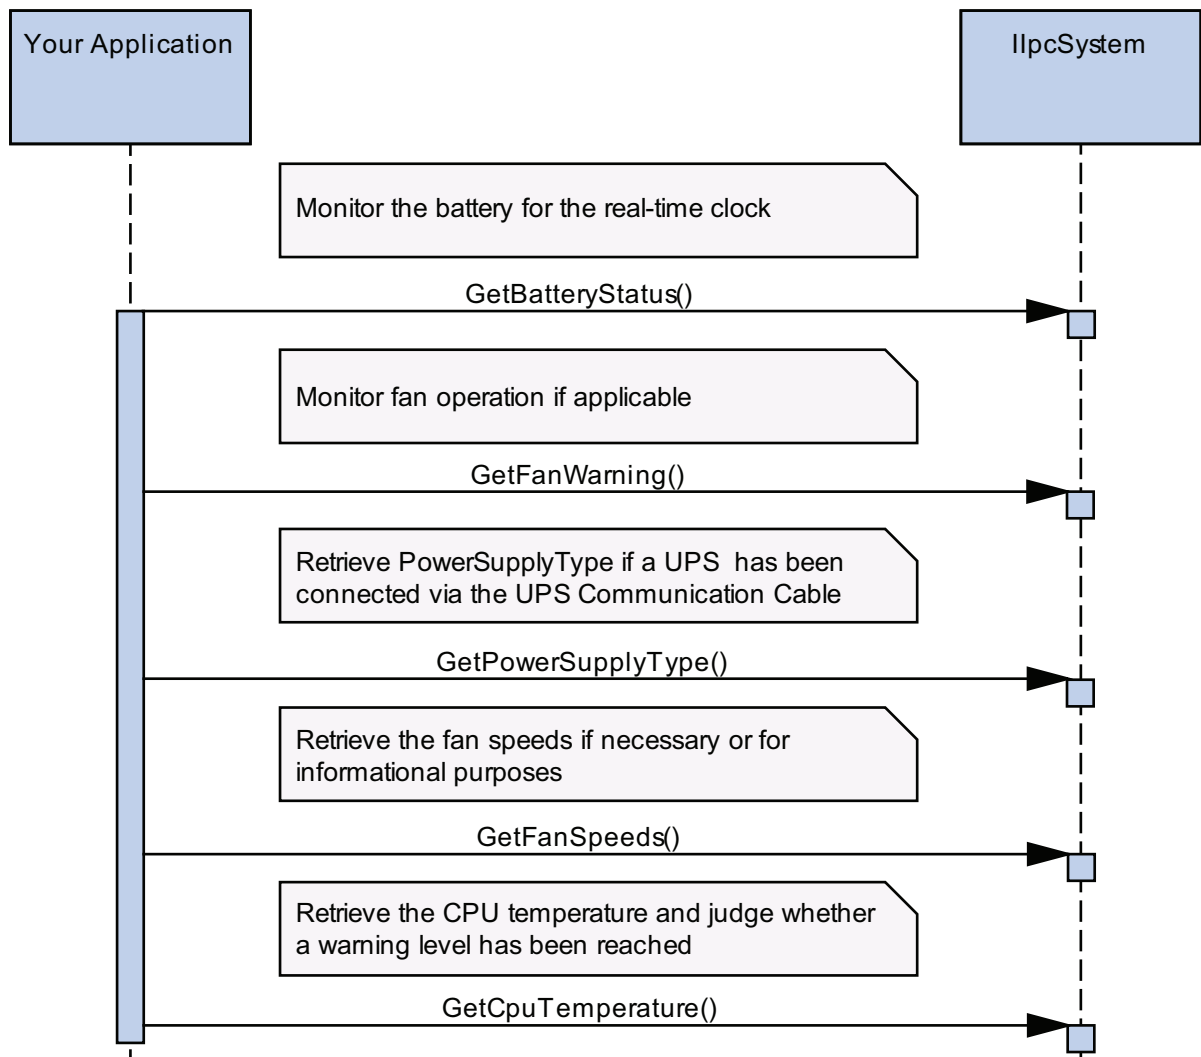 Your Application
IIpcSystem
Monitor the battery for the real-time clock
GetBatteryStatus()
Monitor fan operation if applicable
GetFanWarning()
Retrieve PowerSupplyType if a UPS  has been
connected via the UPS Communication Cable
GetPowerSupplyType()
Retrieve the fan speeds if necessary or for
informational purposes
GetFanSpeeds()
Retrieve the CPU temperature and judge whether
a warning level has been reached
GetCpuTemperature()